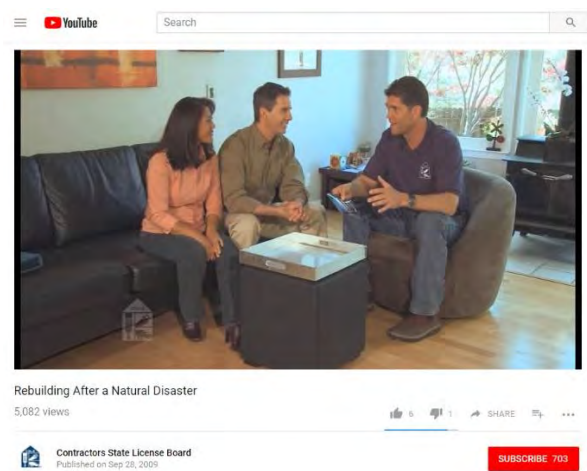 YouTube
Search
Rebuilding After a Natural Disaster
5,082 views
6
1
SHARE
Contractors State License Board
Published on Sep 28, 2009
SUBSCRIBE 703